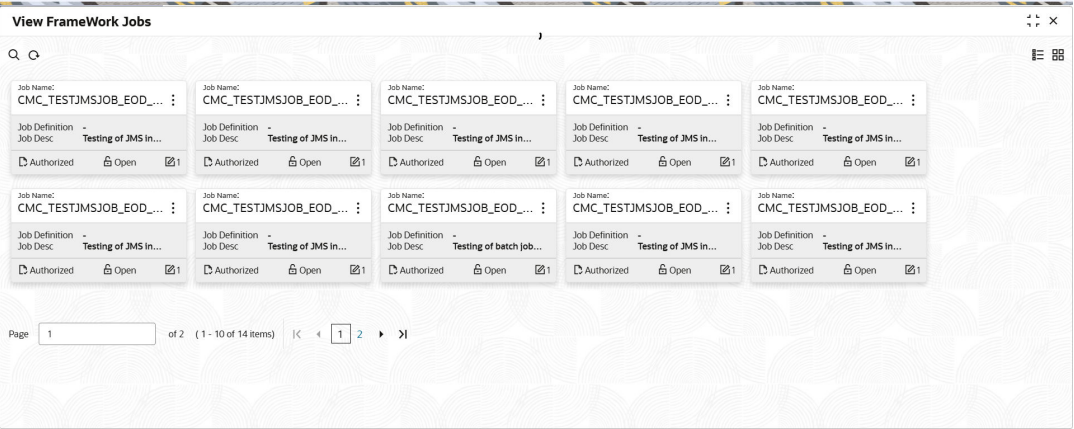 View FrameWork Jobs
Job Name: Job Name: Job Name: Job Name: Job Name:
CMC_TESTJMSJOB_EOD_... CMC_TESTJMSJOB_EOD_... CMC_TESTJMSJOB_EOD_... CMC_TESTJMSJOB_EOD_... CMC_TESTJMSJOB_EOD_...
Job Definition - Job Definition - Job Definition - Job Definition - Job Definition -
Job Desc Testing of JMS in... Job Desc Testing of JMS in... Job Desc Testing of JMS in... Job Desc Testing of JMS in... Job Desc Testing of JMS in...
Authorized Open 1 Authorized Open 1 Authorized Open 1 Authorized Open 1 Authorized Open 1
Job Name: Job Name: Job Name: Job Name: Job Name:
CMC_TESTJMSJOB_EOD_... CMC_TESTJMSJOB_EOD_... CMC_TESTJMSJOB_EOD_... CMC_TESTJMSJOB_EOD_... CMC_TESTJMSJOB_EOD_...
Job Definition - Job Definition - Job Definition - Job Definition - Job Definition -
Job Desc Testing of JMS in... Job Desc Testing of JMS in... Job Desc Testing of batch job... Job Desc Testing of JMS in... Job Desc Testing of JMS in...
Authorized Open 1 Authorized Open 1 Authorized Open 1 Authorized Open 1 Authorized Open 1
Page 1 of 2 (1 - 10 of 14 items) 1 2